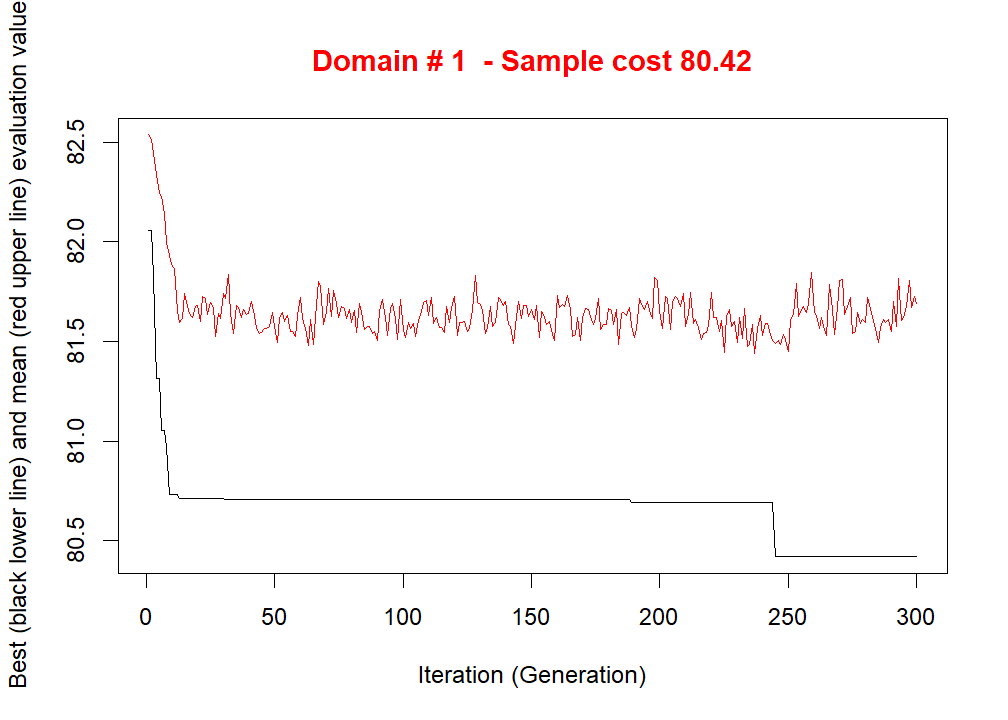 Domain # 1  - Sample cost 80.42
Best (black lower line) and mean (red upper line) evaluation value
82.5
82.0
81.5
81.0
80.5
0 50 100 150 200 250 300
Iteration (Generation)